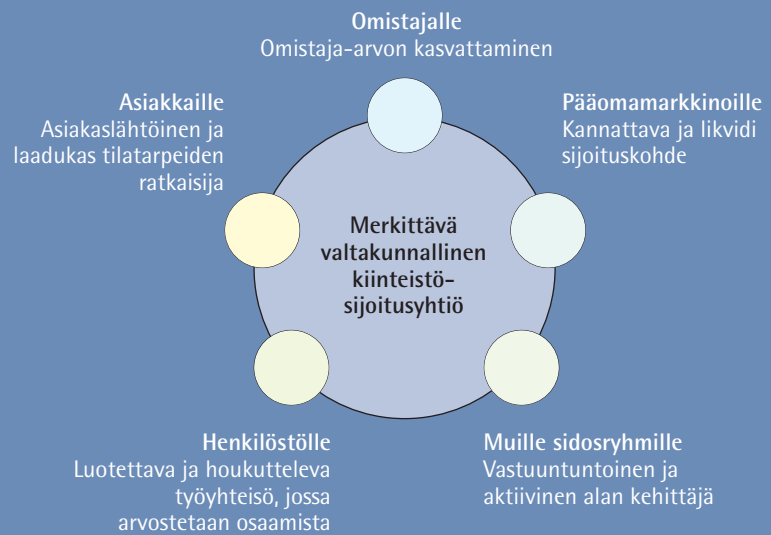 Omistajalle
Omistaja-arvon kasvattaminen
Asiakkaille
Asiakaslähtöinen ja
laadukas tilatarpeiden
ratkaisija
Pääomamarkkinoille
Kannattava ja likvidi
sijoituskohde
Merkittävä
valtakunnallinen
kiinteistö-
sijoitusyhtiö
Henkilöstölle
Luotettava ja houkutteleva
työyhteisö, jossa
arvostetaan osaamista
Muille sidosryhmille
Vastuuntuntoinen ja
aktiivinen alan kehittäjä